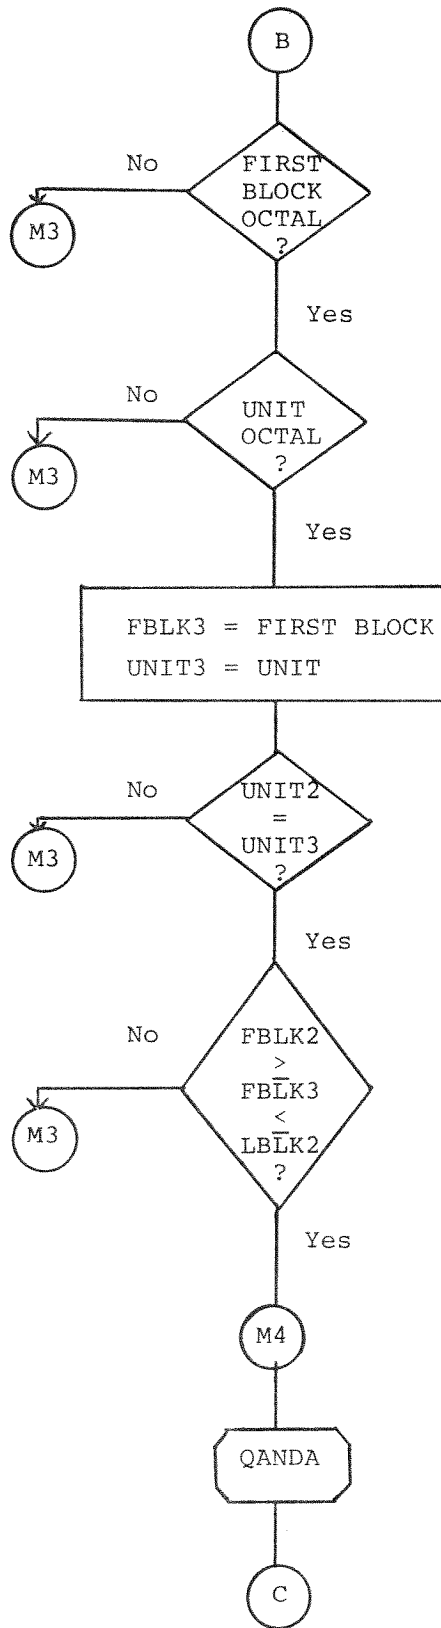 B
FIRST
BLOCK
OCTAL
?
No
M3
Yes
UNIT
OCTAL
?
No
M3
Yes
FBLK3 = FIRST BLOCK
UNIT3 = UNIT
UNIT2
=
UNIT3
?
No
M3
Yes
FBLK2
≥
FBLK3
≤
LBLK2
?
No
M3
Yes
M4
QANDA
C